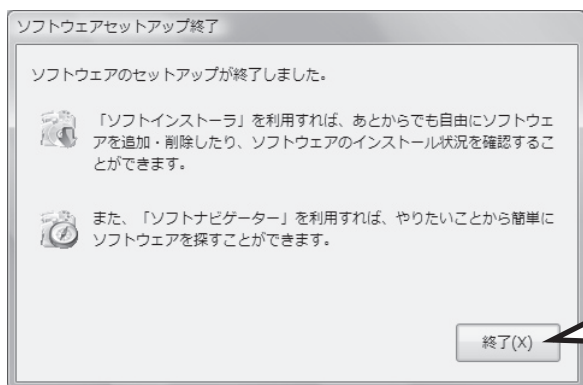 ソフトウェアセットアップ終了
ソフトウェアのセットアップが終了しました。
「ソフトインストーラ」を利用すれば、あとからでも自由にソフトウェ
アを追加・削除したり、ソフトウェアのインストール状況を確認するこ
とができます。
また、「ソフトナビゲーター」を利用すれば、やりたいことから簡単に
ソフトウェアを探すことができます。
終了(X)